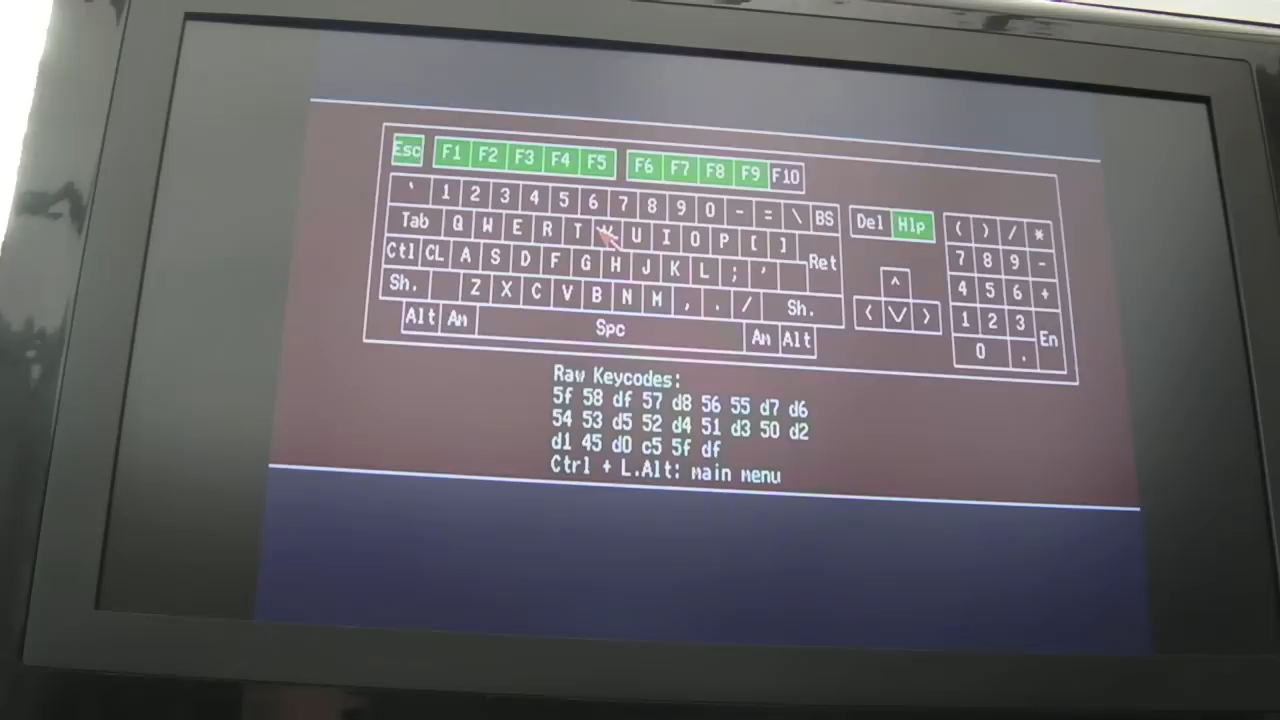 Esc F1 F2 F3 F4 F5 F6 F7 F8 F9 F10
` 1 2 3 4 5 6 7 8 9 0 - = \ BS Del Hlp ( ) / *
Tab Q W E R T U I O P [ ] Ret 7 8 9 -
Ctl CL A S D F G H J K L ; ' ^ 4 5 6 +
Sh. Z X C V B N M , . / Sh. < V > 1 2 3 En
Alt Am Spc Am Alt 0 .
Raw Keycodes:
5f 58 df 57 d8 56 55 d7 d6
54 53 d5 52 d4 51 d3 50 d2
d1 45 d0 c5 5f df
Ctrl + L.Alt: main menu